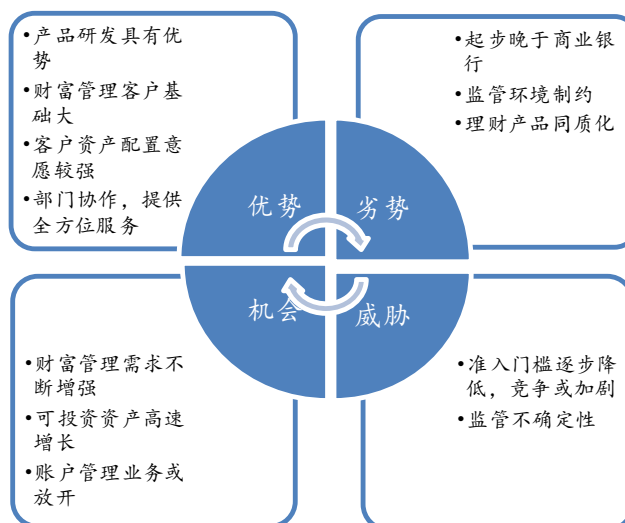 •产品研发具有优
势
•财富管理客户基
础大
•客户资产配置意
愿较强
•部门协作，提供
全方位服务
•起步晚于商业银
行
•监管环境制约
•理财产品同质化
优势
劣势
机会
威胁
•财富管理需求不
断增强
•可投资资产高速
增长
•账户管理业务或
放开
•准入门槛逐步降
低，竞争或加剧
•监管不确定性